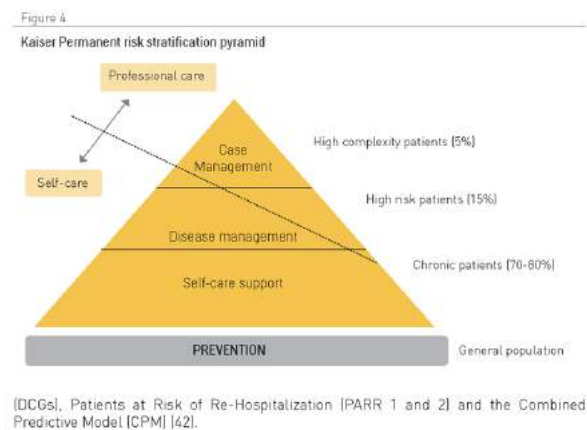 Figure 4
Kaiser Permanent risk stratification pyramid
Professional care
Self-care
Case
Management
High complexity patients (5%)
High risk patients (15%)
Disease management
Chronic patients (70-80%)
Self-care support
PREVENTION
General population
(DCGs), Patients at Risk of Re-Hospitalization (PARR 1 and 2) and the Combined
Predictive Model (CPM) (42).